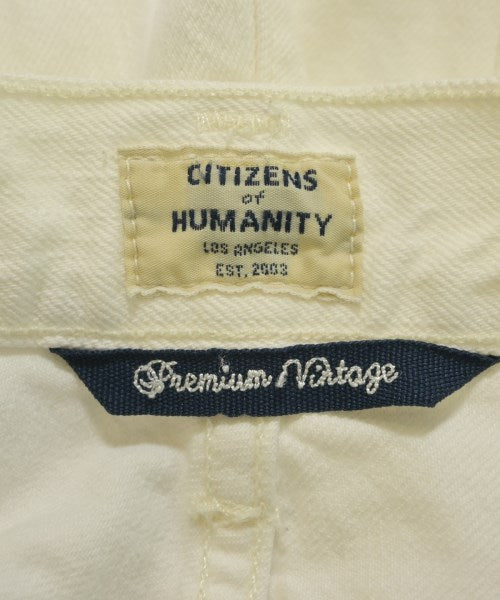 CITIZENS
of
HUMANITY
LOS ANGELES
EST. 2003
Premium Vintage